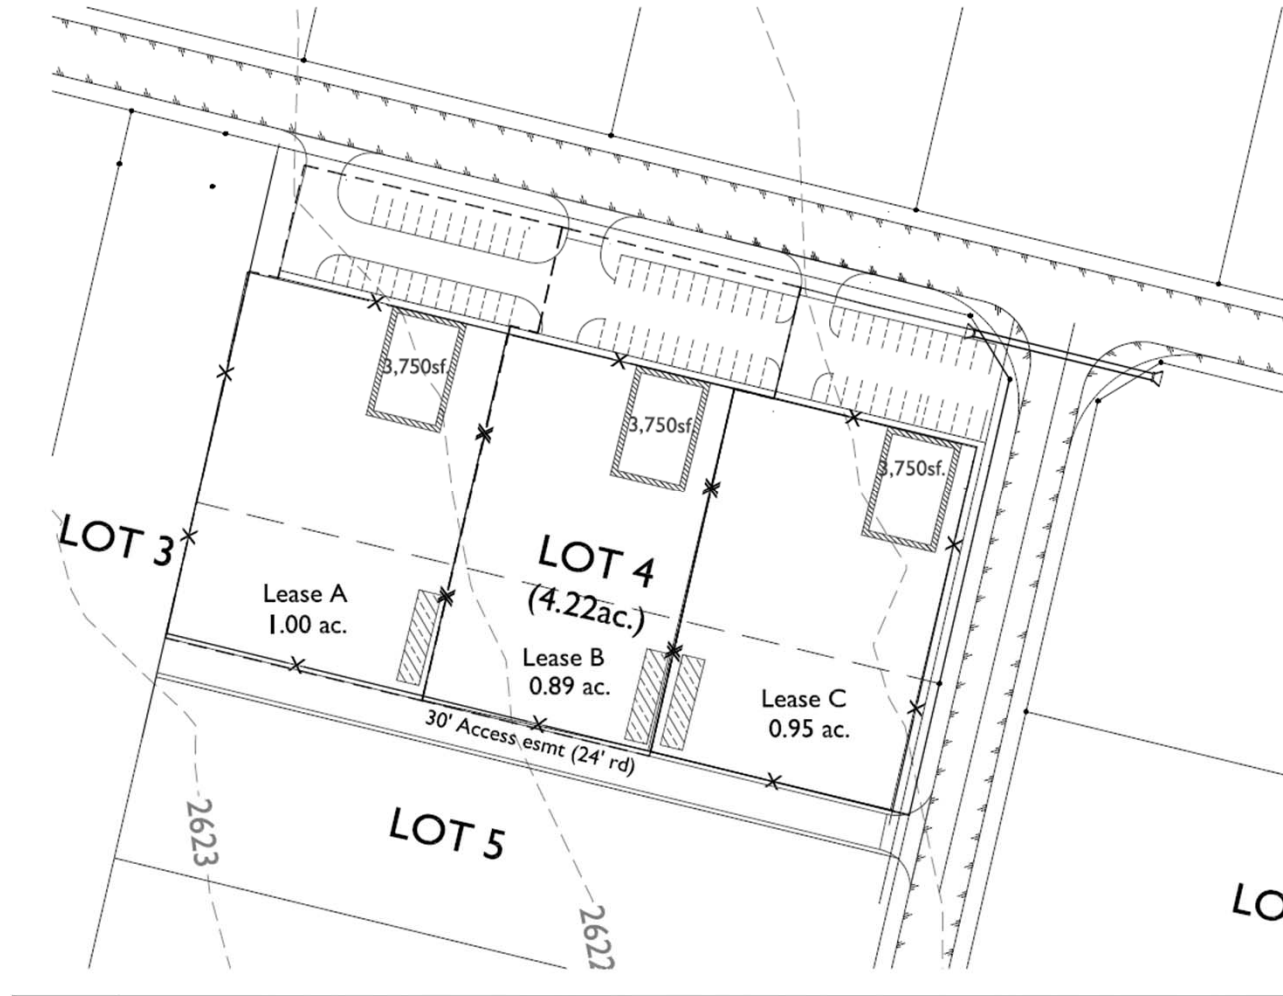 3,750sf.
3,750sf
3,750sf.
LOT 3
LOT 4
(4.22ac.)
Lease A
1.00 ac.
Lease B
0.89 ac.
Lease C
0.95 ac.
30' Access esmt (24' rd)
LOT 5
2623
2622
LO